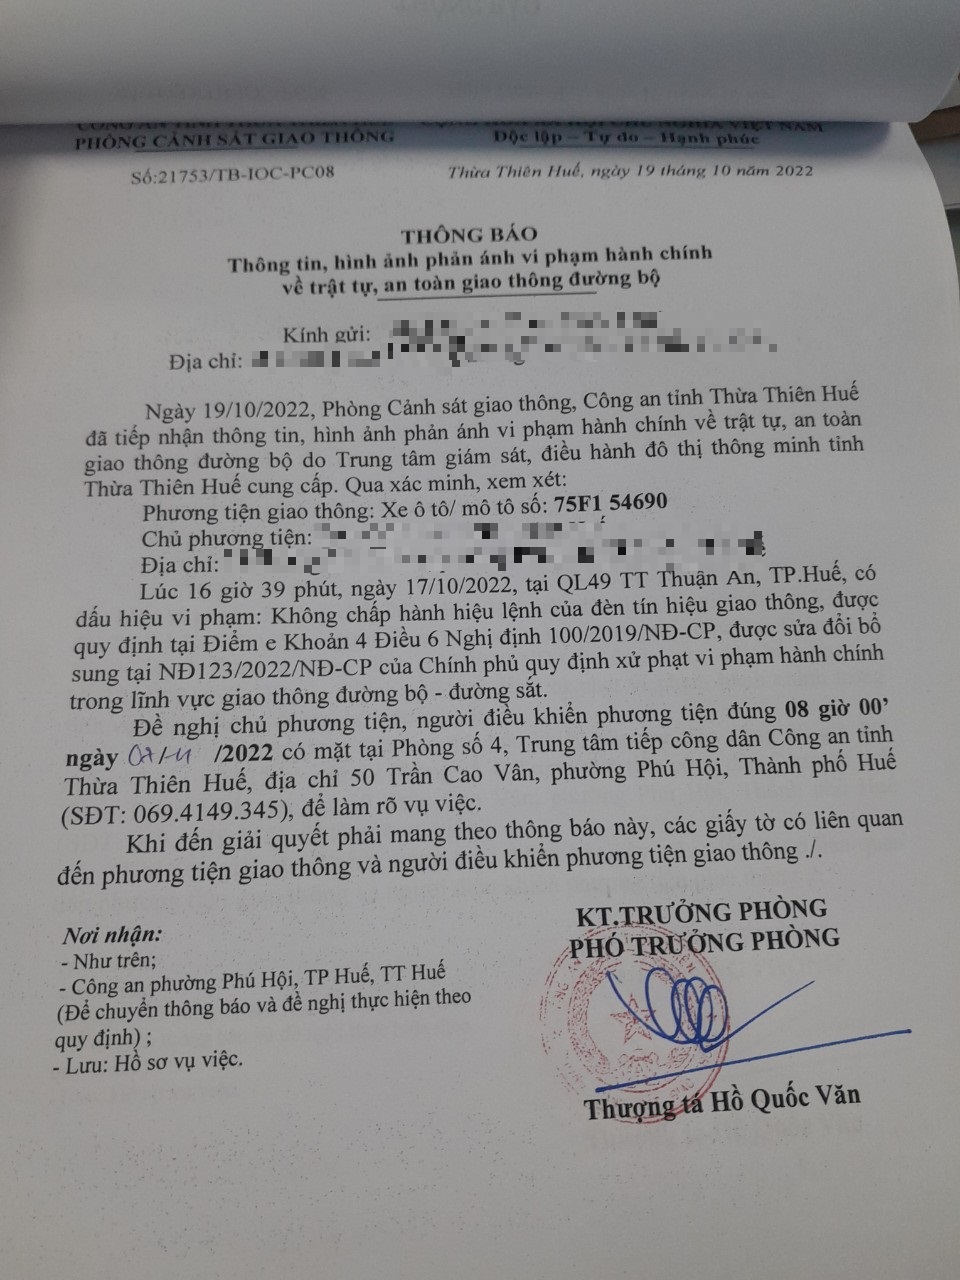 PHÒNG CẢNH SÁT GIAO THÔNG
Độc lập – Tự do – Hạnh phúc
Số:21753/TB-IOC-PC08
Thừa Thiên Huế, ngày 19 tháng 10 năm 2022
THÔNG BÁO
Thông tin, hình ảnh phản ánh vi phạm hành chính
về trật tự, an toàn giao thông đường bộ
Kính gửi:
Địa chỉ:
Ngày 19/10/2022, Phòng Cảnh sát giao thông, Công an tỉnh Thừa Thiên Huế
đã tiếp nhận thông tin, hình ảnh phản ánh vi phạm hành chính về trật tự, an toàn
giao thông đường bộ do Trung tâm giám sát, điều hành đô thị thông minh tỉnh
Thừa Thiên Huế cung cấp. Qua xác minh, xem xét:
Phương tiện giao thông: Xe ô tô/ mô tô số: 75F1 54690
Chủ phương tiện:
Địa chỉ:
Lúc 16 giờ 39 phút, ngày 17/10/2022, tại QL49 TT Thuận An, TP.Huế, có
dấu hiệu vi phạm: Không chấp hành hiệu lệnh của đèn tín hiệu giao thông, được
quy định tại Điểm e Khoản 4 Điều 6 Nghị định 100/2019/NĐ-CP, được sửa đổi bổ
sung tại NĐ123/2022/NĐ-CP của Chính phủ quy định xử phạt vi phạm hành chính
trong lĩnh vực giao thông đường bộ - đường sắt.
Đề nghị chủ phương tiện, người điều khiển phương tiện đúng 08 giờ 00’
ngày /2022 có mặt tại Phòng số 4, Trung tâm tiếp công dân Công an tỉnh
Thừa Thiên Huế, địa chỉ 50 Trần Cao Vân, phường Phú Hội, Thành phố Huế
(SĐT: 069.4149.345), để làm rõ vụ việc.
Khi đến giải quyết phải mang theo thông báo này, các giấy tờ có liên quan
đến phương tiện giao thông và người điều khiển phương tiện giao thông ./.
KT.TRƯỞNG PHÒNG
PHÓ TRƯỞNG PHÒNG
Nơi nhận:
- Như trên;
- Công an phường Phú Hội, TP Huế, TT Huế
(Để chuyển thông báo và đề nghị thực hiện theo
quy định) ;
- Lưu: Hồ sơ vụ việc.
Thượng tá Hồ Quốc Văn